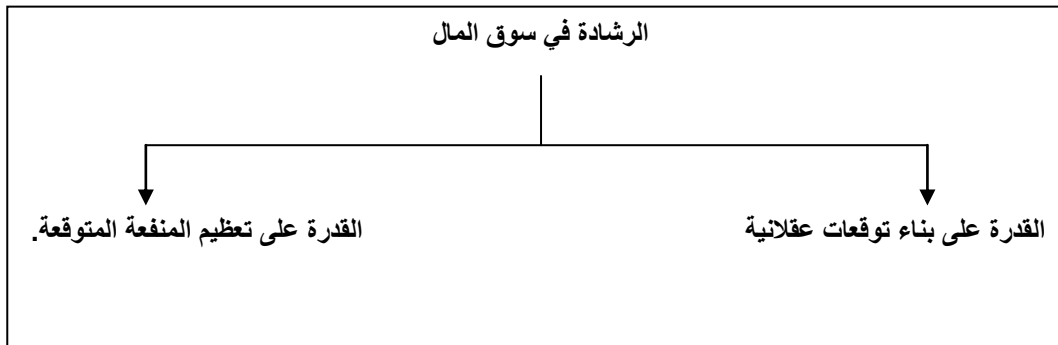 الرشادة في سوق المال
القدرة على بناء توقعات عقلانية
القدرة على تعظيم المنفعة المتوقعة.